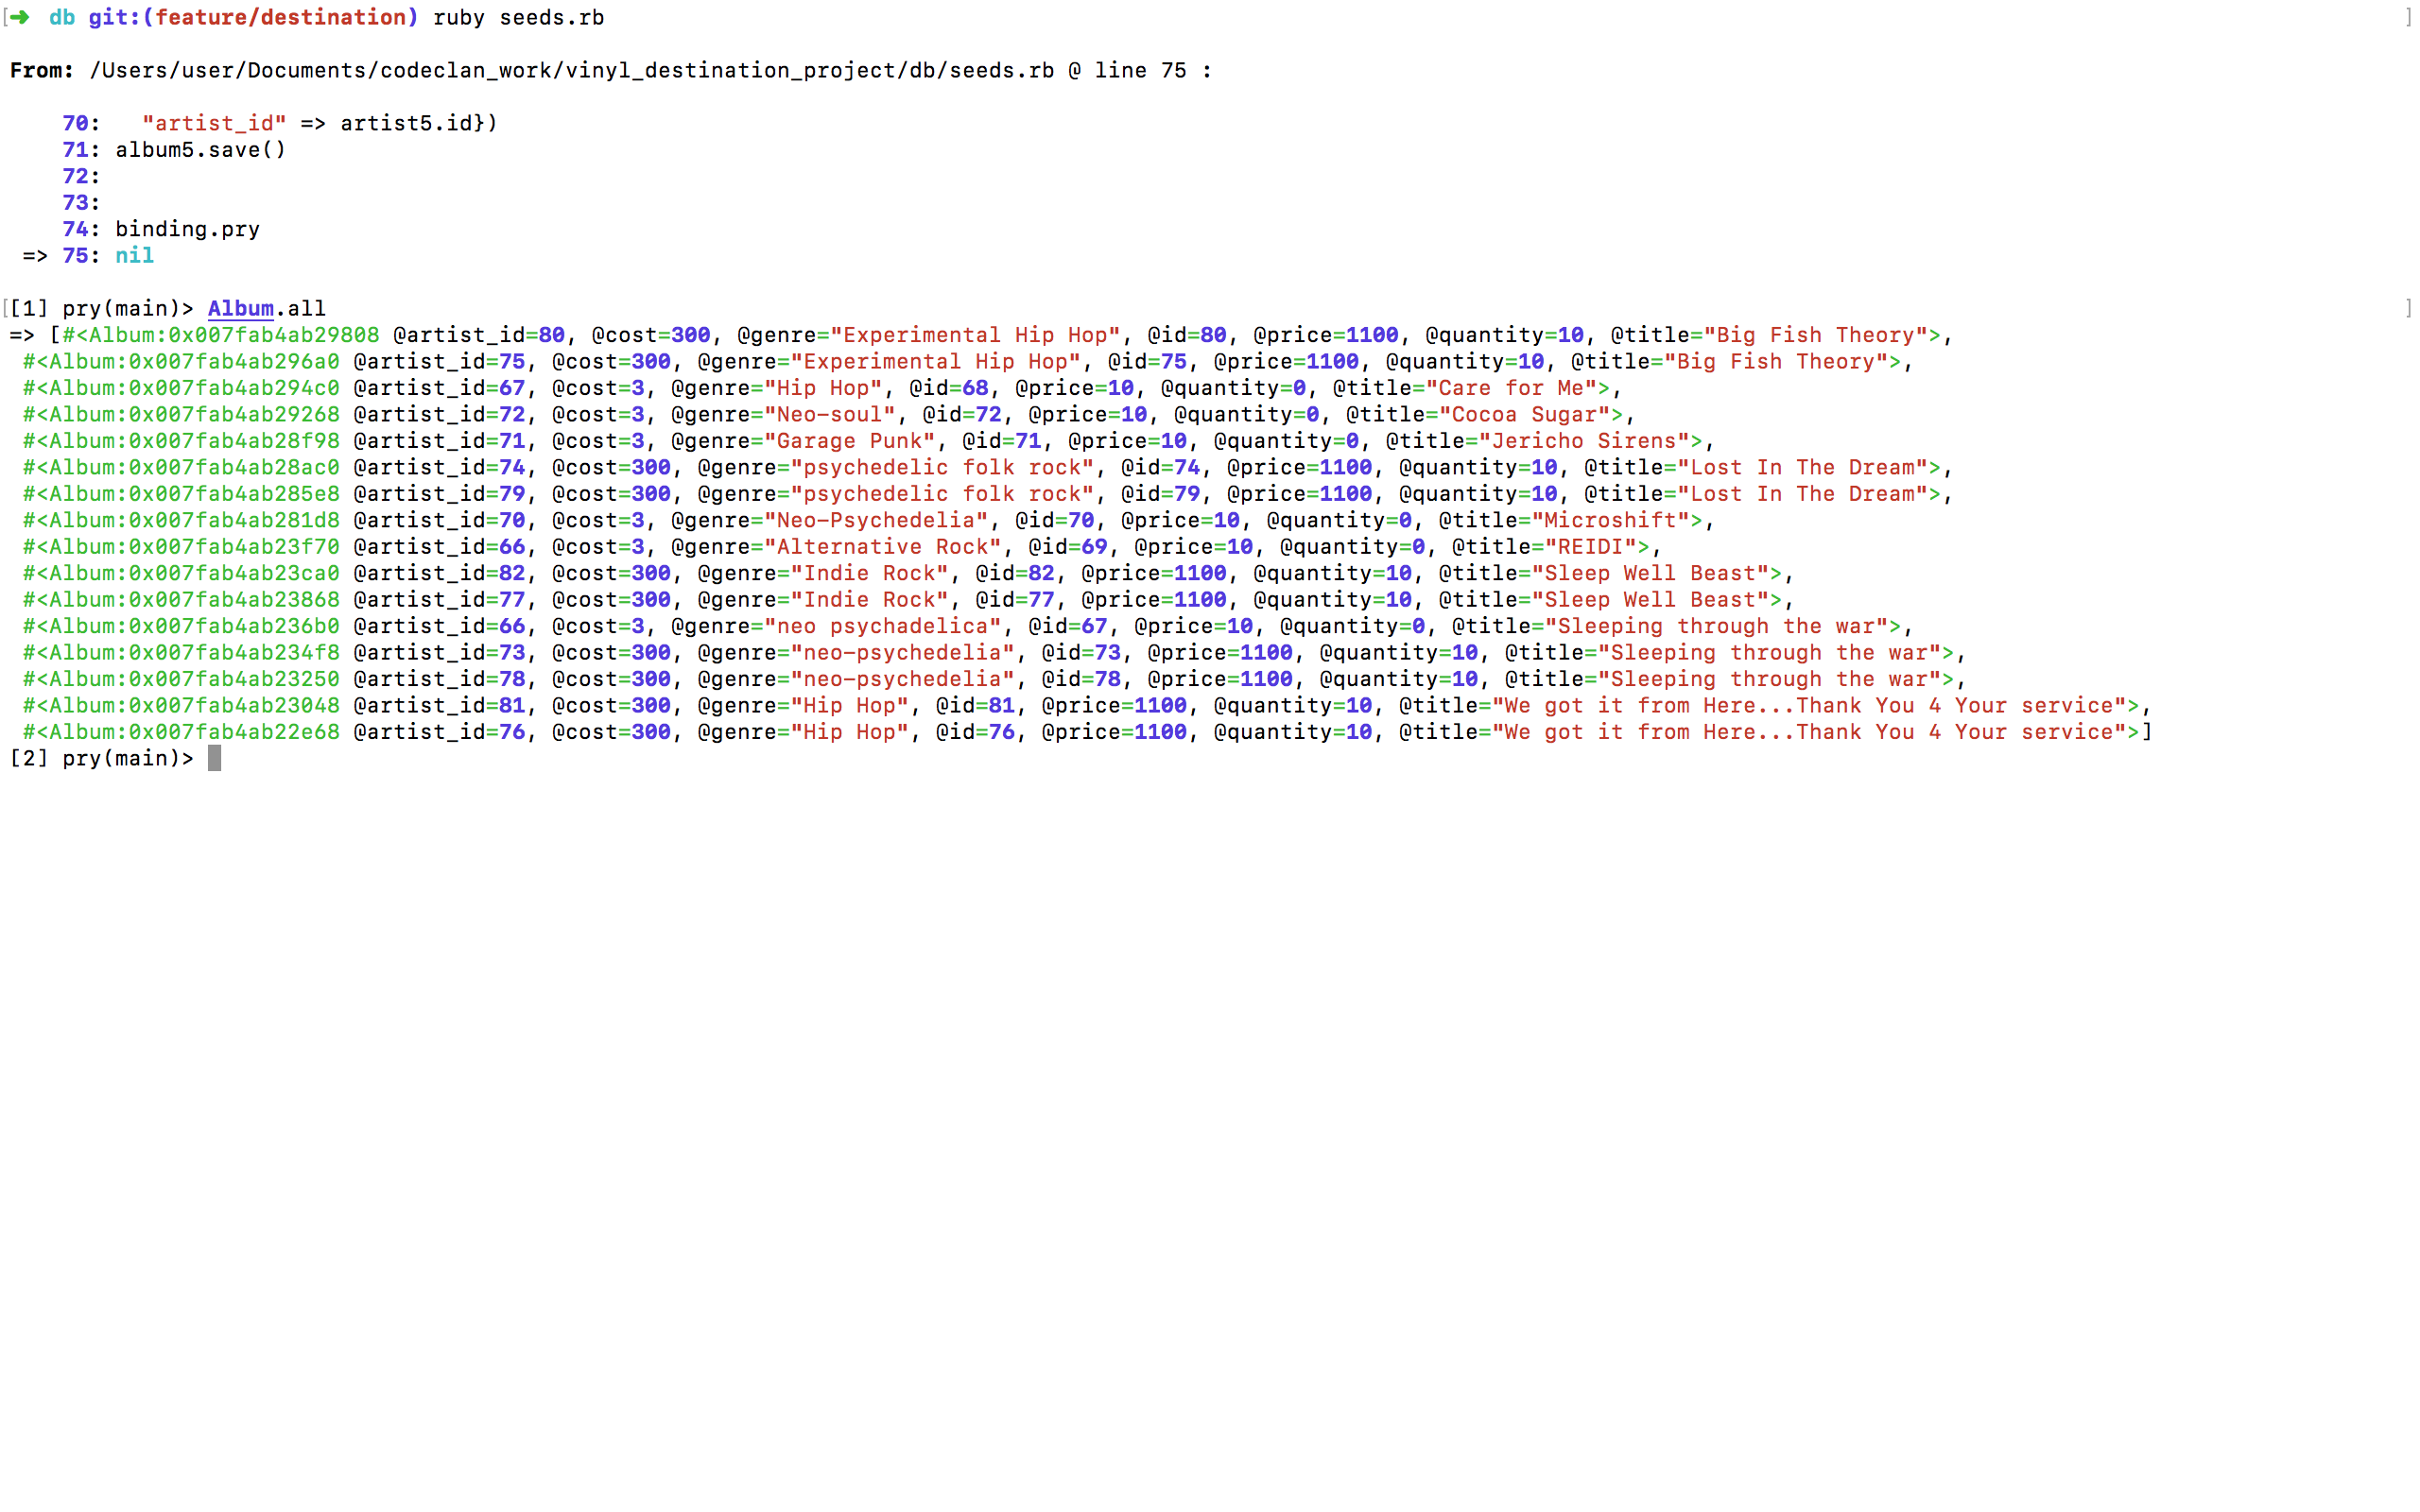 [➜  db git:(feature/destination) ruby seeds.rb ]
From: /Users/user/Documents/codeclan_work/vinyl_destination_project/db/seeds.rb @ line 75 :
    70:   "artist_id" => artist5.id})
    71: album5.save()
    72:
    73:
    74: binding.pry
 => 75: nil
[[1] pry(main)> Album.all ]
=> [#<Album:0x007fab4ab29808 @artist_id=80, @cost=300, @genre="Experimental Hip Hop", @id=80, @price=1100, @quantity=10, @title="Big Fish Theory">,
 #<Album:0x007fab4ab296a0 @artist_id=75, @cost=300, @genre="Experimental Hip Hop", @id=75, @price=1100, @quantity=10, @title="Big Fish Theory">,
 #<Album:0x007fab4ab294c0 @artist_id=67, @cost=3, @genre="Hip Hop", @id=68, @price=10, @quantity=0, @title="Care for Me">,
 #<Album:0x007fab4ab29268 @artist_id=72, @cost=3, @genre="Neo-soul", @id=72, @price=10, @quantity=0, @title="Cocoa Sugar">,
 #<Album:0x007fab4ab28f98 @artist_id=71, @cost=3, @genre="Garage Punk", @id=71, @price=10, @quantity=0, @title="Jericho Sirens">,
 #<Album:0x007fab4ab28ac0 @artist_id=74, @cost=300, @genre="psychedelic folk rock", @id=74, @price=1100, @quantity=10, @title="Lost In The Dream">,
 #<Album:0x007fab4ab285e8 @artist_id=79, @cost=300, @genre="psychedelic folk rock", @id=79, @price=1100, @quantity=10, @title="Lost In The Dream">,
 #<Album:0x007fab4ab281d8 @artist_id=70, @cost=3, @genre="Neo-Psychedelia", @id=70, @price=10, @quantity=0, @title="Microshift">,
 #<Album:0x007fab4ab23f70 @artist_id=66, @cost=3, @genre="Alternative Rock", @id=69, @price=10, @quantity=0, @title="REIDI">,
 #<Album:0x007fab4ab23ca0 @artist_id=82, @cost=300, @genre="Indie Rock", @id=82, @price=1100, @quantity=10, @title="Sleep Well Beast">,
 #<Album:0x007fab4ab23868 @artist_id=77, @cost=300, @genre="Indie Rock", @id=77, @price=1100, @quantity=10, @title="Sleep Well Beast">,
 #<Album:0x007fab4ab236b0 @artist_id=66, @cost=3, @genre="neo psychadelica", @id=67, @price=10, @quantity=0, @title="Sleeping through the war">,
 #<Album:0x007fab4ab234f8 @artist_id=73, @cost=300, @genre="neo-psychedelia", @id=73, @price=1100, @quantity=10, @title="Sleeping through the war">,
 #<Album:0x007fab4ab23250 @artist_id=78, @cost=300, @genre="neo-psychedelia", @id=78, @price=1100, @quantity=10, @title="Sleeping through the war">,
 #<Album:0x007fab4ab23048 @artist_id=81, @cost=300, @genre="Hip Hop", @id=81, @price=1100, @quantity=10, @title="We got it from Here...Thank You 4 Your service">,
 #<Album:0x007fab4ab22e68 @artist_id=76, @cost=300, @genre="Hip Hop", @id=76, @price=1100, @quantity=10, @title="We got it from Here...Thank You 4 Your service">]
[2] pry(main)>